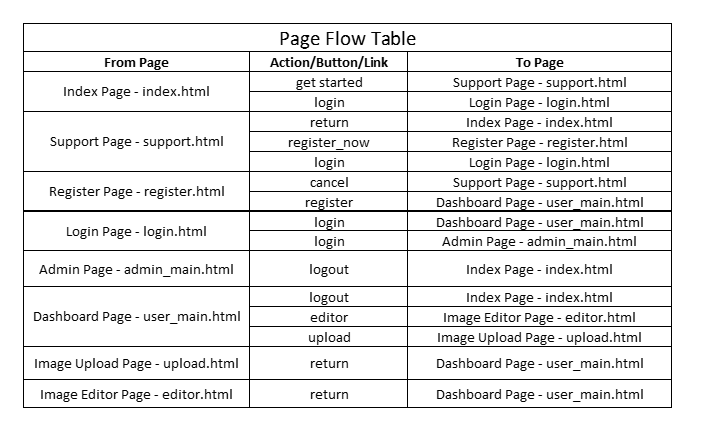 Page Flow Table
From Page Action/Button/Link To Page
Index Page - index.html get started Support Page - support.html
login Login Page - login.html
Support Page - support.html return Index Page - index.html
register_now Register Page - register.html
login Login Page - login.html
Register Page - register.html cancel Support Page - support.html
register Dashboard Page - user_main.html
Login Page - login.html login Dashboard Page - user_main.html
login Admin Page - admin_main.html
Admin Page - admin_main.html logout Index Page - index.html
Dashboard Page - user_main.html logout Index Page - index.html
editor Image Editor Page - editor.html
upload Image Upload Page - upload.html
Image Upload Page - upload.html return Dashboard Page - user_main.html
Image Editor Page - editor.html return Dashboard Page - user_main.html